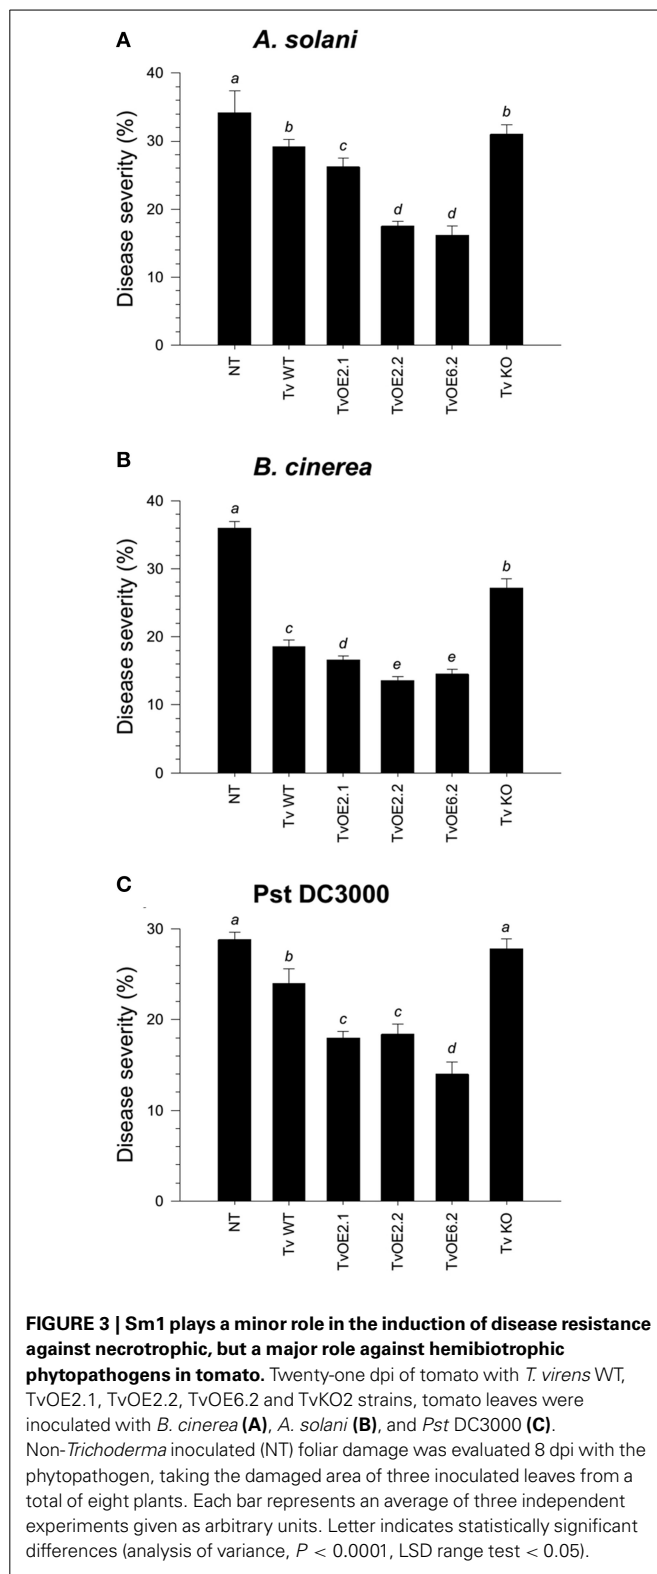 A
A. solani
Disease severity (%)
40
30
20
10
0
a
b
c
d
d
b
NT
Tv WT
TvOE2.1
TvOE2.2
TvOE6.2
Tv KO
B
B. cinerea
Disease severity (%)
40
30
20
10
0
a
c
d
e
e
b
NT
Tv WT
TvOE2.1
TvOE2.2
TvOE6.2
Tv KO
C
Pst DC3000
Disease severity (%)
30
20
10
0
a
b
c
c
d
a
NT
Tv WT
TvOE2.1
TvOE2.2
TvOE6.2
Tv KO
FIGURE 3 | Sm1 plays a minor role in the induction of disease resistance
against necrotrophic, but a major role against hemibiotrophic
phytopathogens in tomato. Twenty-one dpi of tomato with T. virens WT,
TvOE2.1, TvOE2.2, TvOE6.2 and TvKO2 strains, tomato leaves were
inoculated with B. cinerea (A), A. solani (B), and Pst DC3000 (C).
Non-Trichoderma inoculated (NT) foliar damage was evaluated 8 dpi with the
phytopathogen, taking the damaged area of three inoculated leaves from a
total of eight plants. Each bar represents an average of three independent
experiments given as arbitrary units. Letter indicates statistically significant
differences (analysis of variance, P < 0.0001, LSD range test < 0.05).